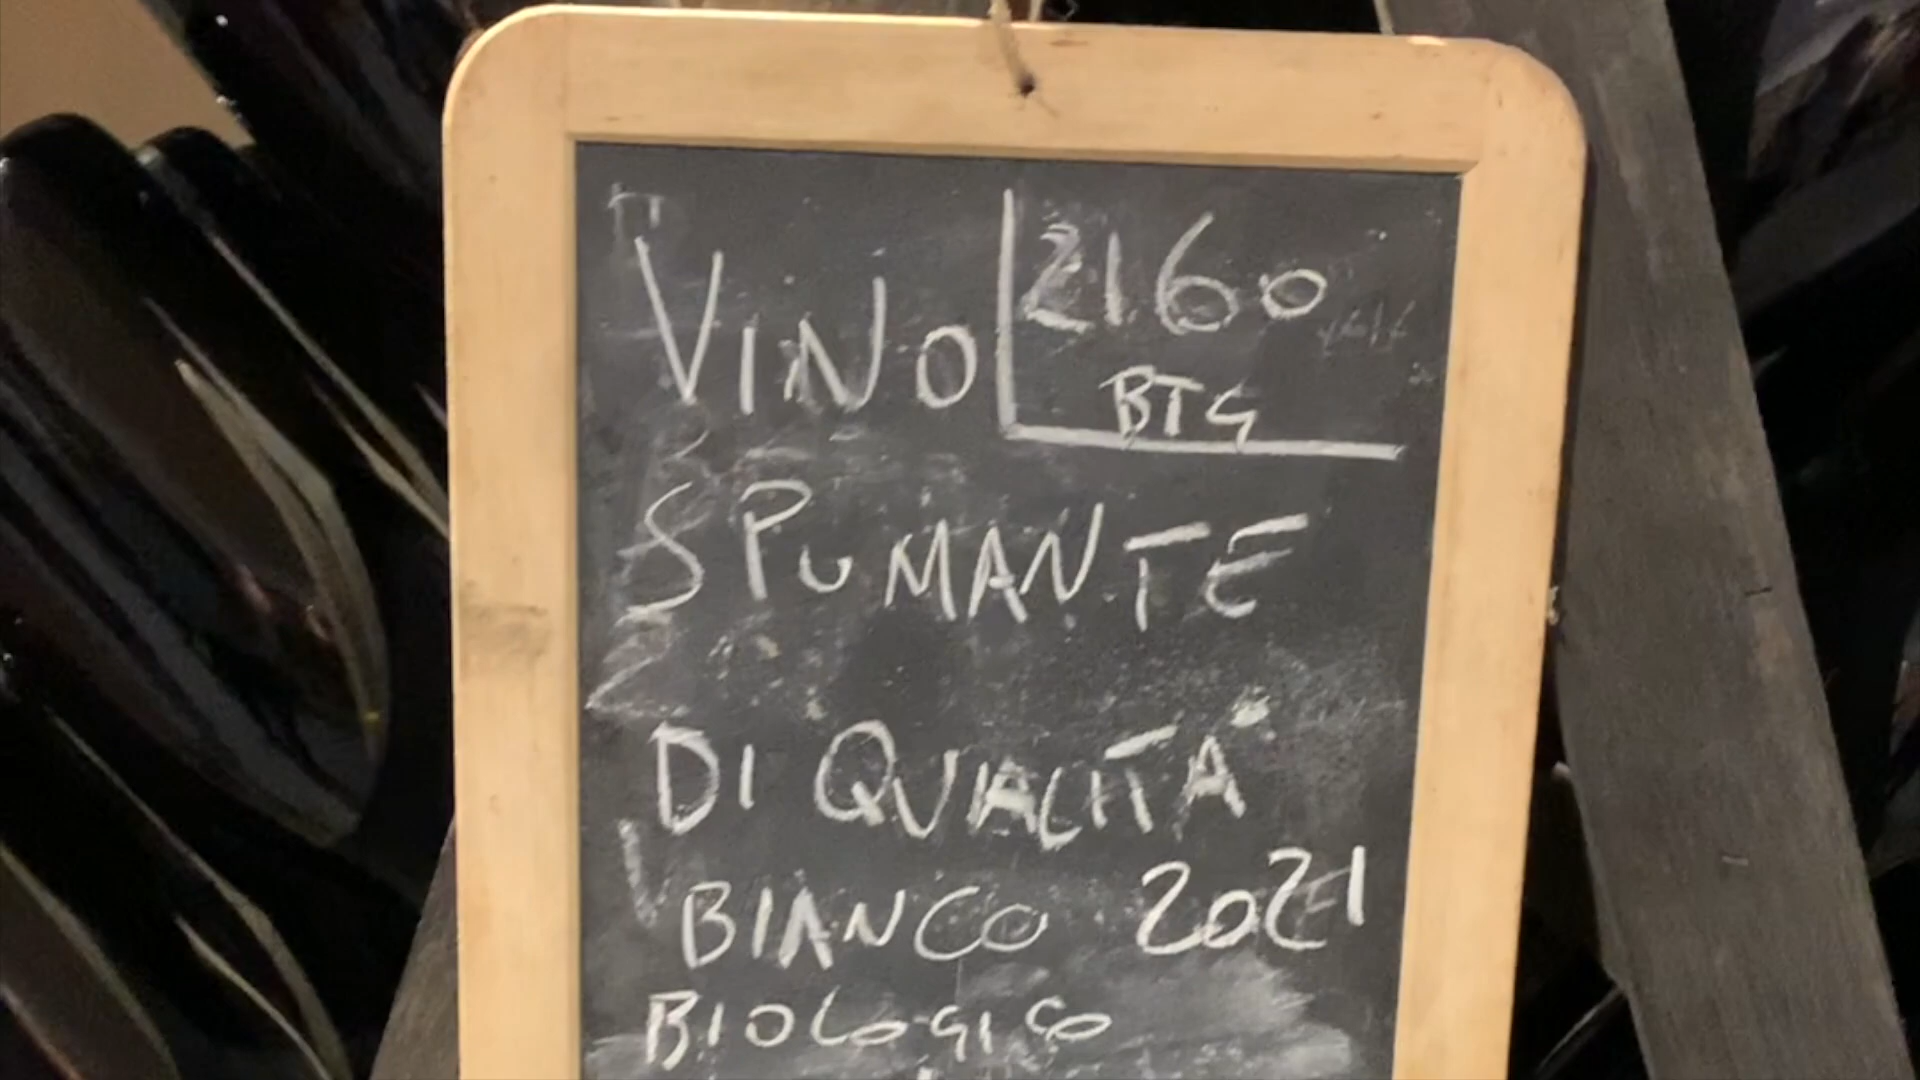 VINO
2160
BTG
SPUMANTE
DI QUALITÀ
BIANCO 2021
BIOLOGICO